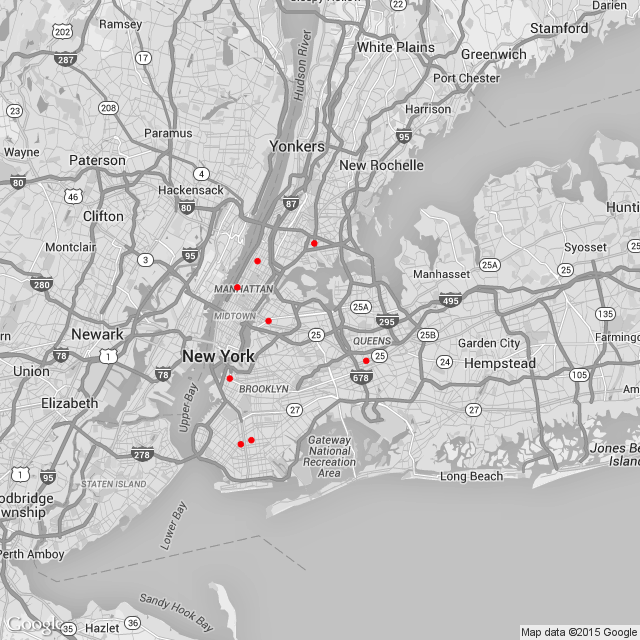 Sleepy Hollow
22
Darien
Ramsey
202
Stamford
287
17
White Plains
Greenwich
Hudson River
Port Chester
23
208
Harrison
Paramus
95
Wayne
Paterson
Yonkers
New Rochelle
4
80
Hackensack
46
80
87
Clifton
Hunti
Montclair
3
95
Syosset
25
25A
Manhasset
25
280
MANHATTAN
495
25A
MIDTOWN
135
295
Newark
25
25B
QUEENS
Farmingd
78
1
New York
25
Garden City
Union
78
24
Hempstead
678
105
Am
BROOKLYN
Elizabeth
Upper Bay
27
27
Gateway
National
Recreation
Area
278
Jones Be
Island
1
95
STATEN ISLAND
Long Beach
odbridge
wnship
Lower Bay
Perth Amboy
Sandy Hook Bay
Google
35
Hazlet
36
Map data ©2015 Google